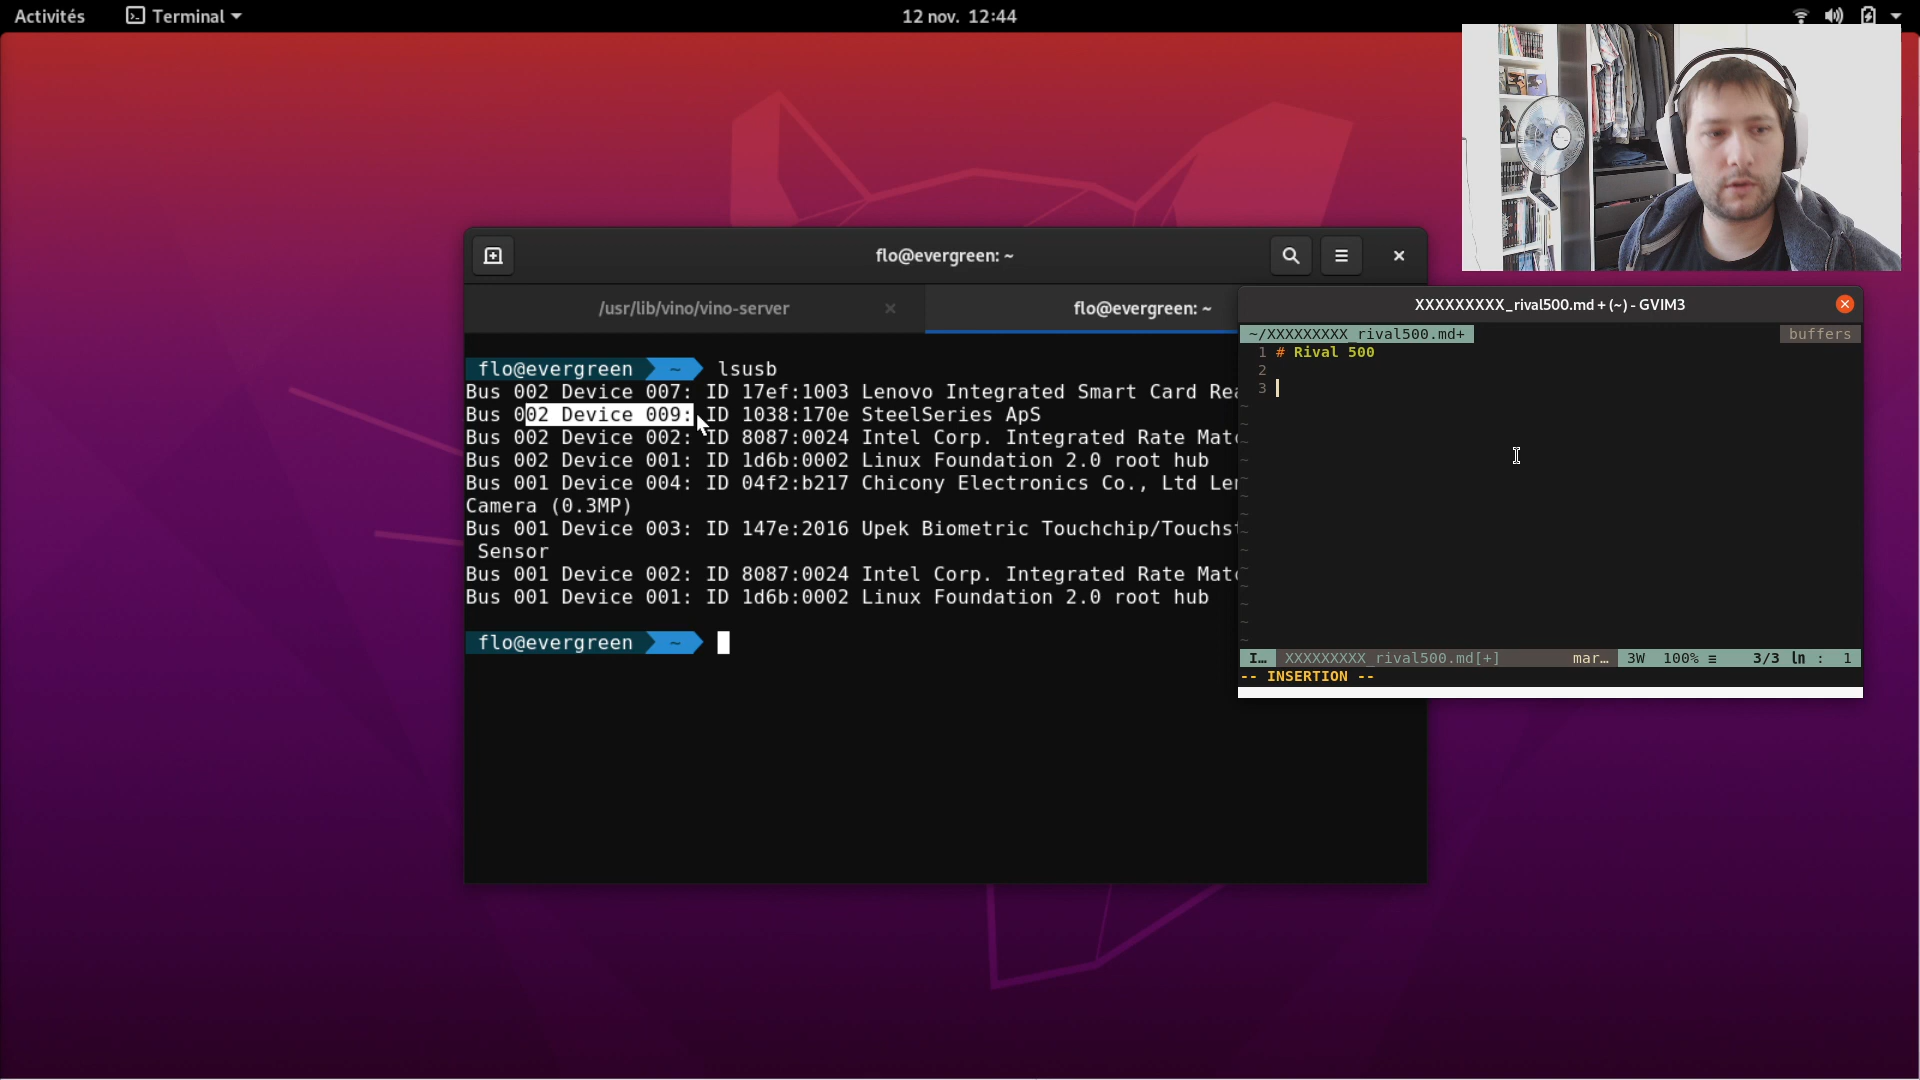 Activités
Terminal
12 nov. 12:44
flo@evergreen: ~
/usr/lib/vino/vino-server
flo@evergreen: ~
flo@evergreen ~ lsusb
Bus 002 Device 007: ID 17ef:1003 Lenovo Integrated Smart Card
Bus 002 Device 009: ID 1038:170e SteelSeries ApS
Bus 002 Device 002: ID 8087:0024 Intel Corp. Integrated Rate
Bus 002 Device 001: ID 1d6b:0002 Linux Foundation 2.0 root hub
Bus 001 Device 004: ID 04f2:b217 Chicony Electronics Co., Ltd
Camera (0.3MP)
Bus 001 Device 003: ID 147e:2016 Upek Biometric
Sensor
Bus 001 Device 002: ID 8087:0024 Intel Corp. Integrated Rate
Bus 001 Device 001: ID 1d6b:0002 Linux Foundation 2.0 root hub
flo@evergreen ~
XXXXXXXXX_rival500.md + (~) - GVIM3
~/XXXXXXXXX_rival500.md+ buffers
1 # Rival 500
2
3
~
~
~
~
~
~
~
~
~
~
~
~
~
~
I… XXXXXXXXX_rival500.md[+] mar… 3W 100% ≡ 3/3 ln : 1
-- INSERTION --